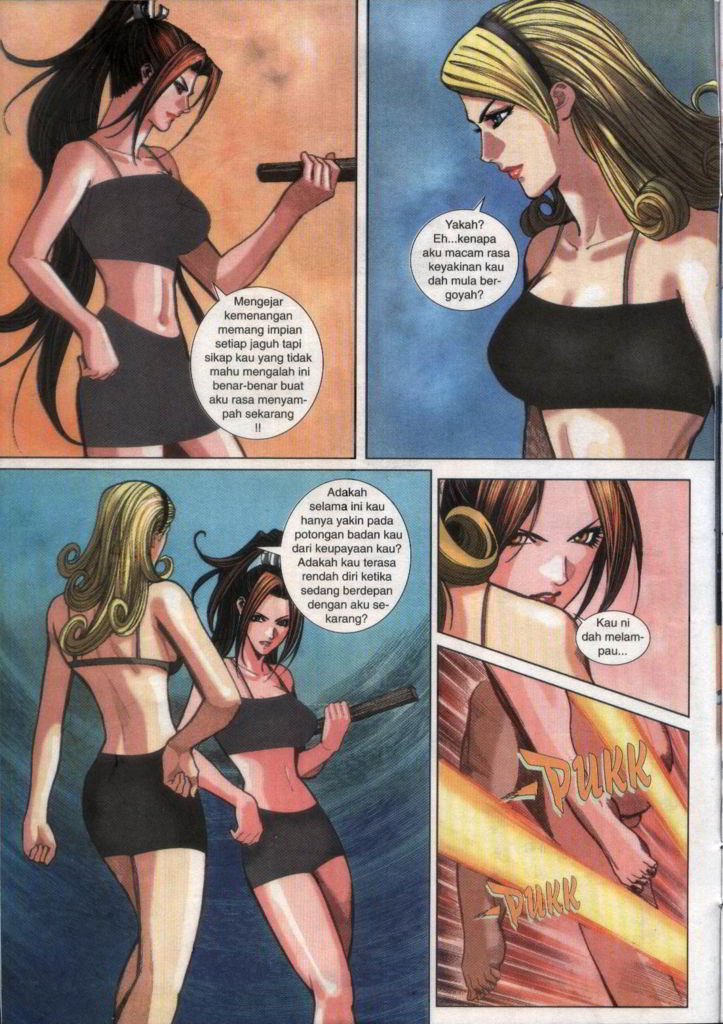 Mengejar
kemenangan
memang impian
setiap jaguh tapi
sikap kau yang tidak
mahu mengalah ini
benar-benar buat
aku rasa menyam-
pah sekarang
!!
Yakah?
Eh...kenapa
aku macam rasa
keyakinan kau
dah mula ber-
goyah?
Adakah
selama ini kau
hanya yakin pada
potongan badan kau
dari keupayaan kau?
Adakah kau terasa
rendah diri ketika
sedang berdepan
dengan aku se-
karang?
Kau ni
dah melam-
pau...
PUKK
PUKK